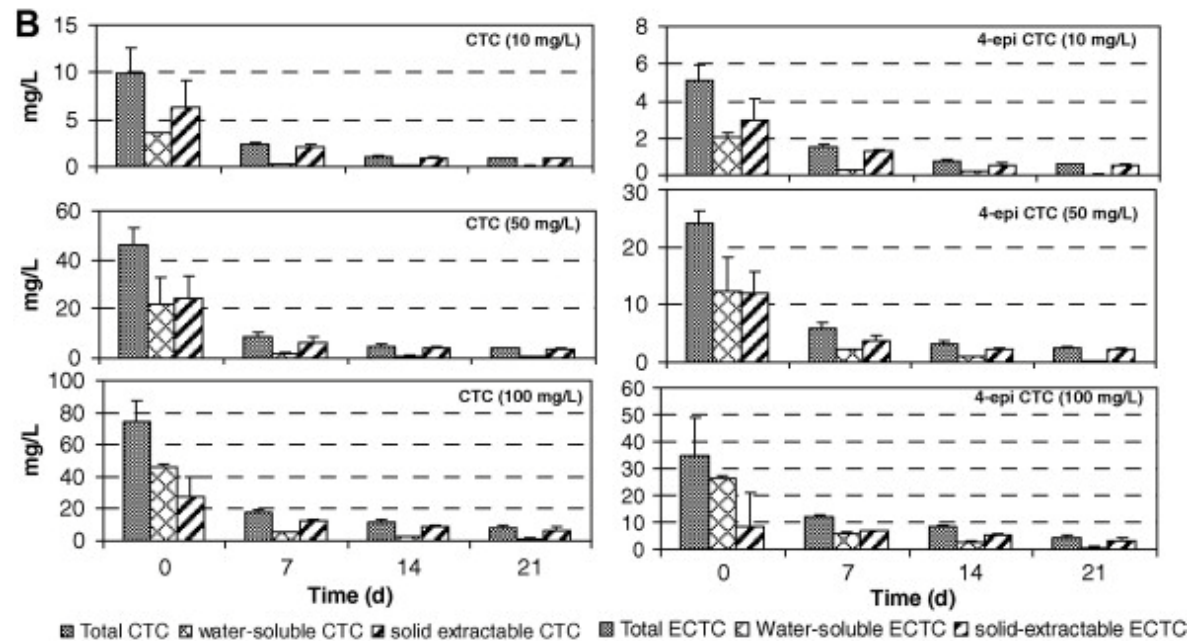 B
CTC (10 mg/L)
mg/L
15
10
5
0
4-epi CTC (10 mg/L)
8
6
4
2
0
CTC (50 mg/L)
mg/L
60
40
20
0
4-epi CTC (50 mg/L)
30
20
10
0
CTC (100 mg/L)
mg/L
100
80
60
40
20
0
0 7 14 21
Time (d)
4-epi CTC (100 mg/L)
60
50
40
30
20
10
0
0 7 14 21
Time (d)
Total CTC water-soluble CTC solid extractable CTC
Total ECTC Water-soluble ECTC solid-extractable ECTC